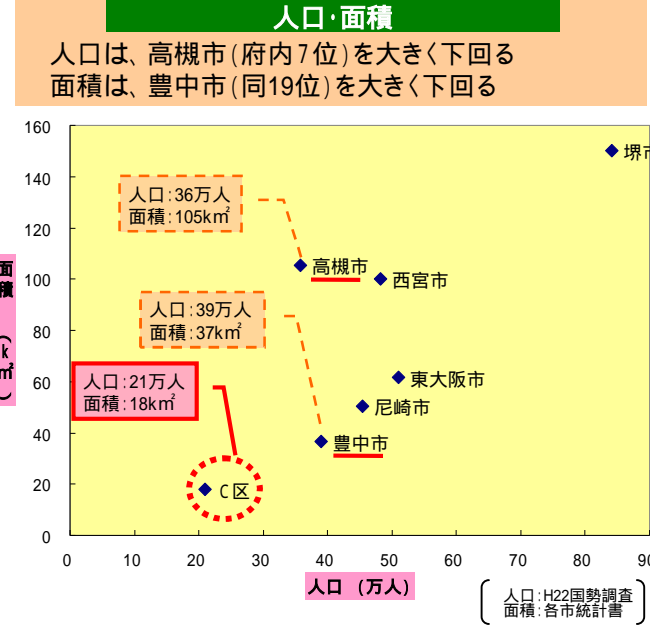 人口・面積
人口は、高槻市(府内7位)を大きく下回る
面積は、豊中市(同19位)を大きく下回る
160
140
120
100
80
60
40
20
0
面積 (k㎡)
人口:36万人
面積:105k㎡
人口:39万人
面積:37k㎡
人口:21万人
面積:18k㎡
堺市
高槻市
西宮市
東大阪市
尼崎市
豊中市
C区
0 10 20 30 40 50 60 70 80 90
人口 (万人)
人口:H22国勢調査
面積:各市統計書